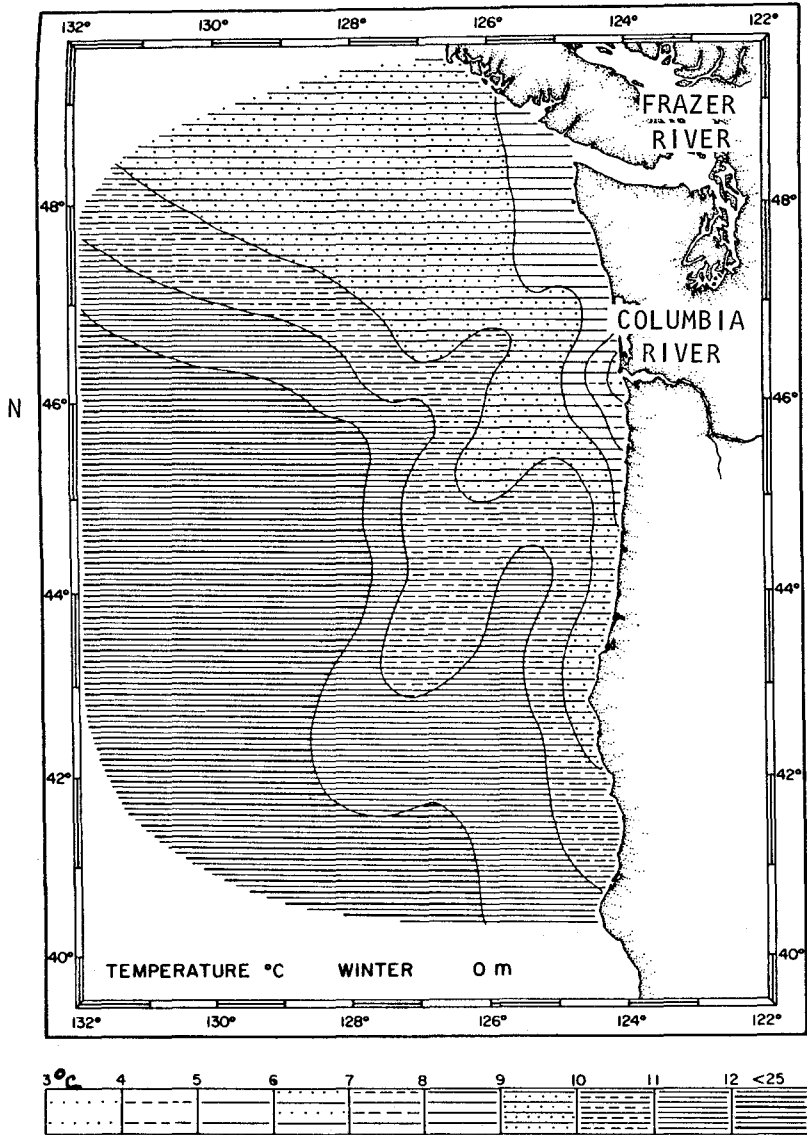 132° 130° 128° 126° 124° 122°
FRAZER
RIVER
48° 48°
COLUMBIA
RIVER
N 46° 46°
44° 44°
42° 42°
40° 40°
TEMPERATURE °C WINTER 0 m
132° 130° 128° 126° 124° 122°
3°C 4 5 6 7 8 9 10 11 12 <25